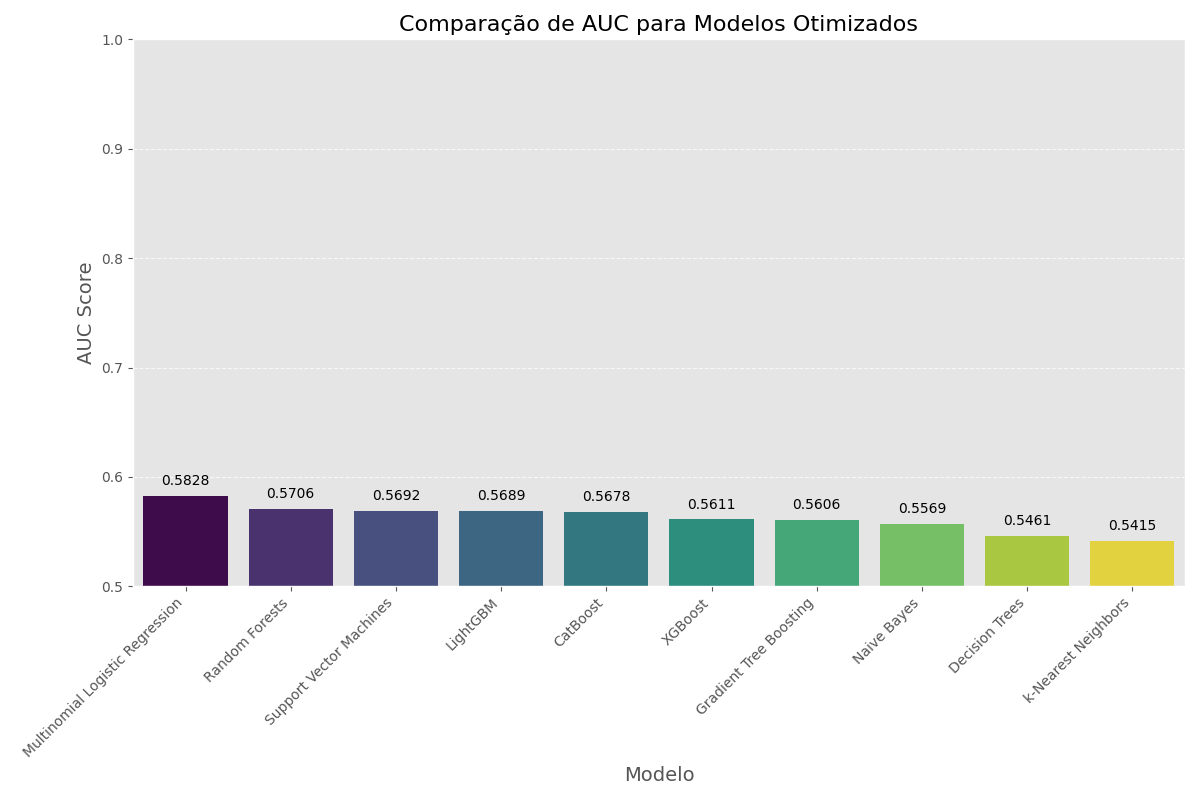 Comparação de AUC para Modelos Otimizados
AUC Score
1.0
0.9
0.8
0.7
0.6
0.5
0.5828
0.5706
0.5692
0.5689
0.5678
0.5611
0.5606
0.5569
0.5461
0.5415
Multinomial Logistic Regression
Random Forests
Support Vector Machines
LightGBM
CatBoost
XGBoost
Gradient Tree Boosting
Naive Bayes
Decision Trees
k-Nearest Neighbors
Modelo